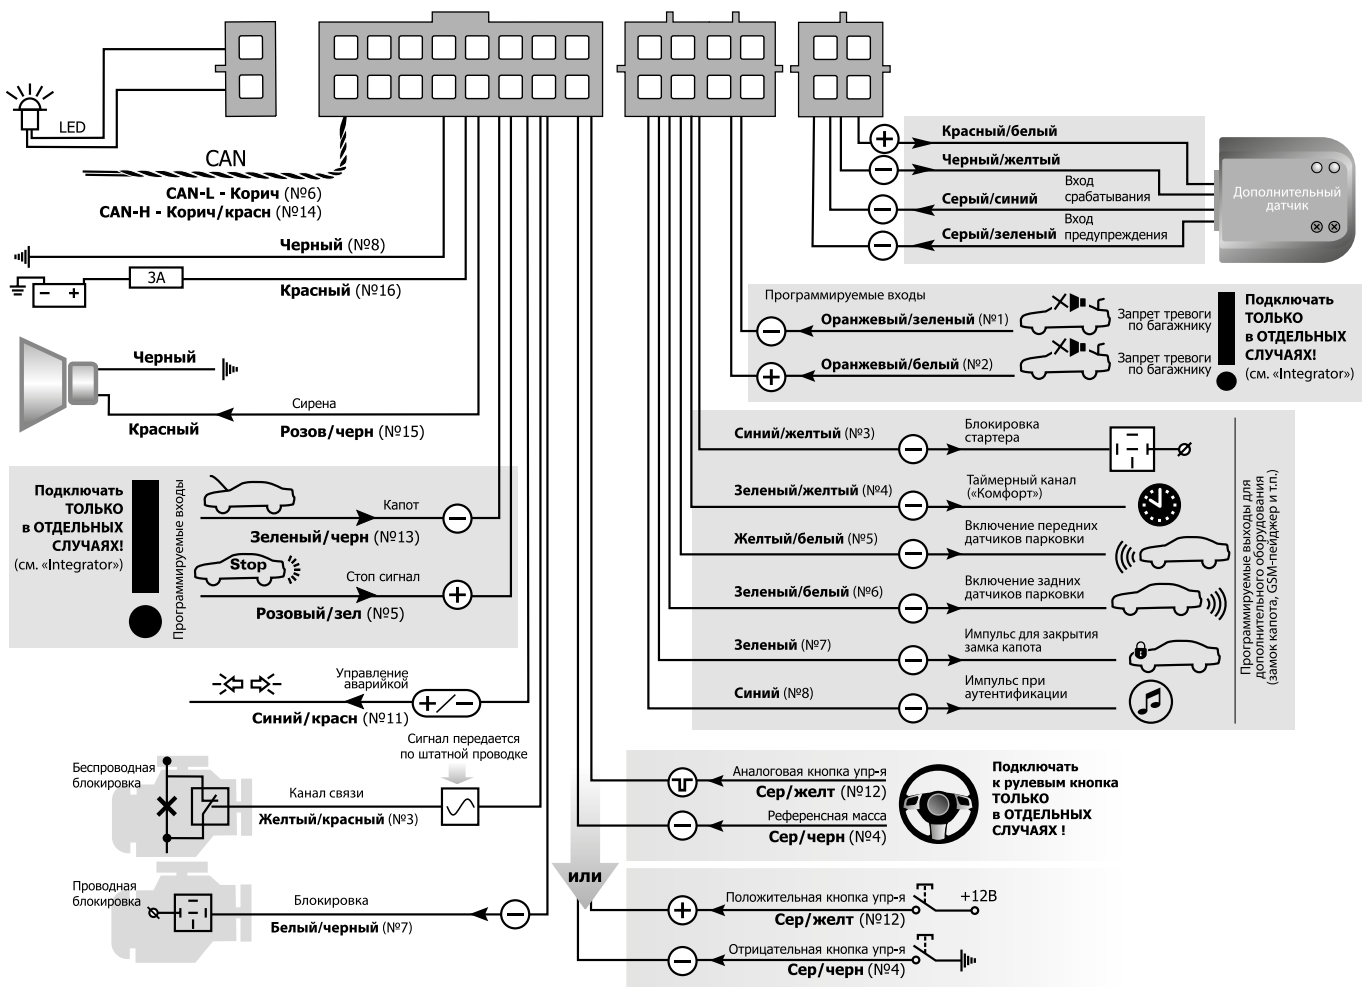 LED
CAN
CAN-L - Корич (№6)
CAN-H - Корич/красн (№14)
Черный (№8)
3А
Красный (№16)
Черный
Сирена
Красный
Розов/черн (№15)
Подключать
ТОЛЬКО
в ОТДЕЛЬНЫХ
СЛУЧАЯХ!
(см. «Integrator»)
Программируемые входы
Капот
Зеленый/черн (№13)
Stop
Стоп сигнал
Розовый/зел (№5)
Управление
аварийкой
Синий/красн (№11)
Сигнал передается
по штатной проводке
Беспроводная
блокировка
Канал связи
Желтый/красный (№3)
Проводная
блокировка
Блокировка
Белый/черный (№7)
Красный/белый
Черный/желтый
Вход
срабатывания
Серый/синий
Вход
предупреждения
Серый/зеленый
Дополнительный
датчик
Программируемые входы
Оранжевый/зеленый (№1)
Запрет тревоги
по багажнику
Оранжевый/белый (№2)
Запрет тревоги
по багажнику
Подключать
ТОЛЬКО
в ОТДЕЛЬНЫХ
СЛУЧАЯХ!
(см. «Integrator»)
Синий/желтый (№3)
Блокировка
стартера
Зеленый/желтый (№4)
Таймерный канал
(«Комфорт»)
Желтый/белый (№5)
Включение передних
датчиков парковки
Зеленый/белый (№6)
Включение задних
датчиков парковки
Зеленый (№7)
Импульс для закрытия
замка капота
Синий (№8)
Импульс при
аутентификации
Программируемые выходы для
дополнительного оборудования
(замок капота, GSM-пейджер и т.п.)
Аналоговая кнопка упр-я
Сер/желт (№12)
Референсная масса
Сер/черн (№4)
Подключать
к рулевым кнопка
ТОЛЬКО
в ОТДЕЛЬНЫХ
СЛУЧАЯХ !
или
Положительная кнопка упр-я
Сер/желт (№12)
+12В
Отрицательная кнопка упр-я
Сер/черн (№4)